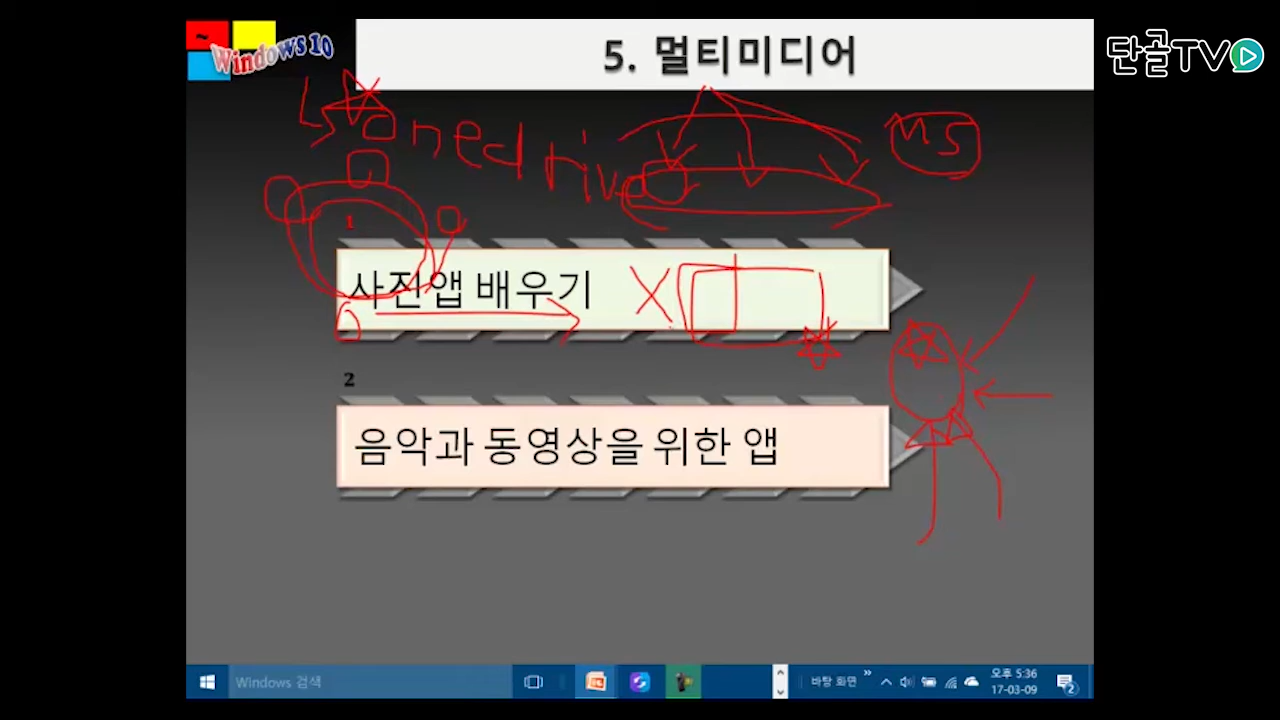 Windows 10
5. 멀티미디어
단골TV
onedrive
MS
1
사진앱 배우기
2
음악과 동영상을 위한 앱
Windows 검색
바탕 화면
오후 5:36
17-03-09
2